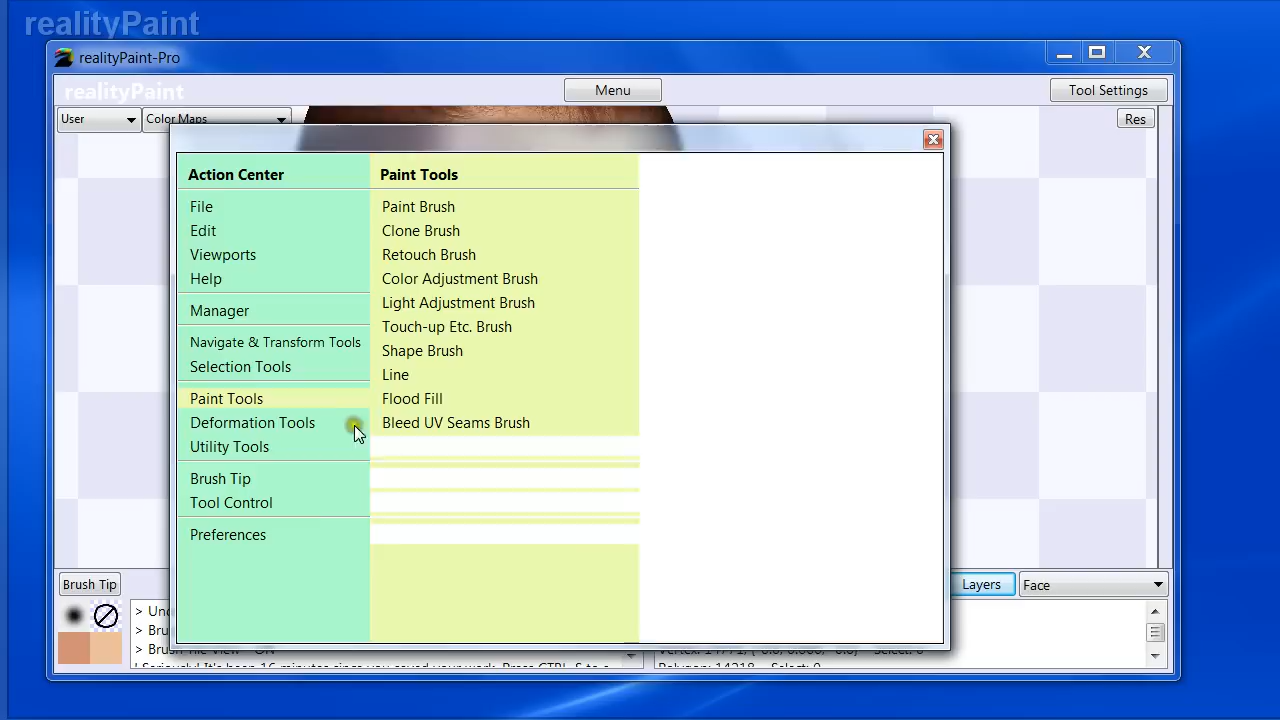 realityPaint
realityPaint-Pro
realityPaint
Menu
Tool Settings
User
Color Maps
Res
Action Center
File
Edit
Viewports
Help
Manager
Navigate & Transform Tools
Selection Tools
Paint Tools
Deformation Tools
Utility Tools
Brush Tip
Tool Control
Preferences
Paint Tools
Paint Brush
Clone Brush
Retouch Brush
Color Adjustment Brush
Light Adjustment Brush
Touch-up Etc. Brush
Shape Brush
Line
Flood Fill
Bleed UV Seams Brush
Brush Tip
Layers
Face